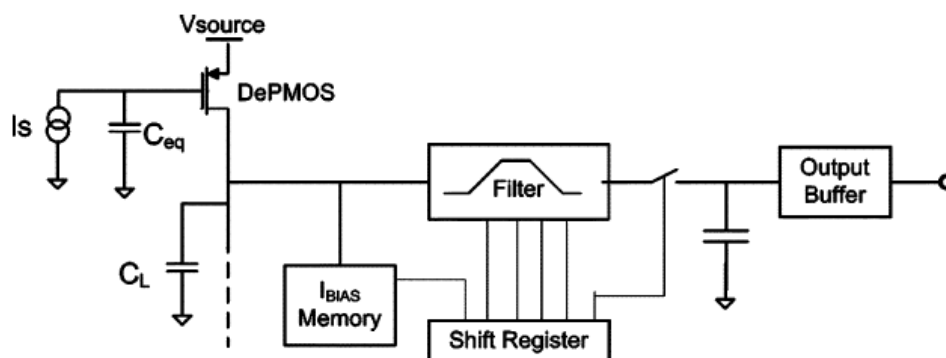 Vsource
DePMOS
Is
Ceq
Filter
Output
Buffer
CL
IBIAS
Memory
Shift Register